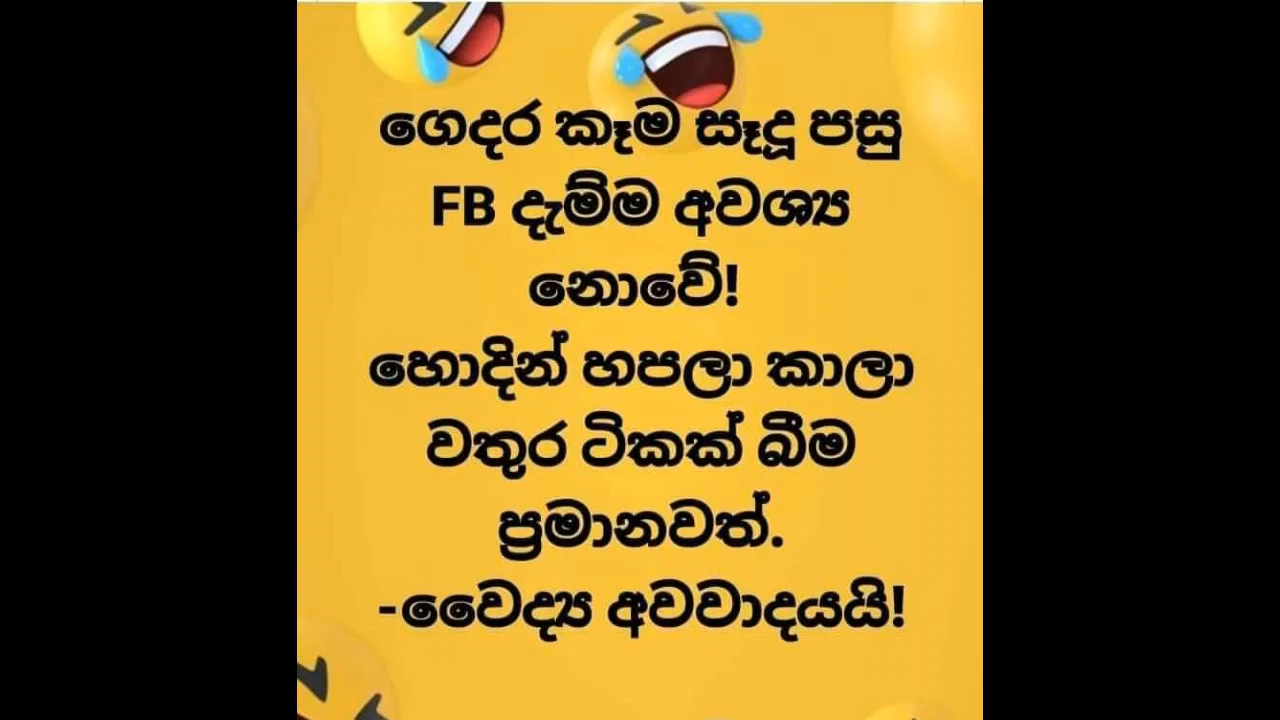 ගෙදර කෑම සෑදූ පසු
FB දැම්ම අවශ්‍ය
නොවේ!
හොදින් හපලා කාලා
වතුර ටිකක් බීම
ප්‍රමානවත්.
-වෛද්‍ය අවවාදයයි!